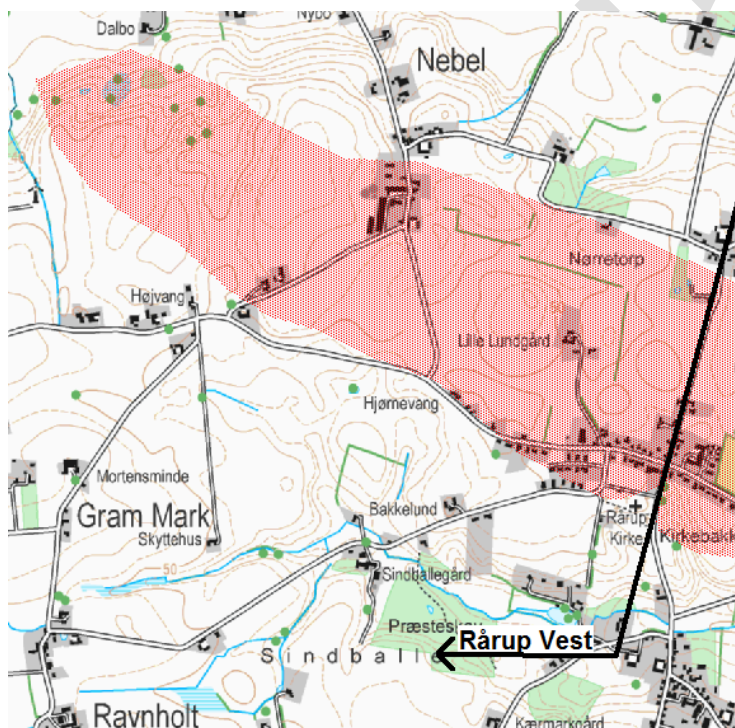 Nybo
Dalbo
Nebel
Nørretorp
Højvang
50
Lille Lundgård
Hjørnevang
Mortensminde
Bakkelund
Gram Mark
Skyttehus
Rårup
Kirke
Kirkebakk
50
Sindballegård
Præsteskov
Rårup Vest
Sindballe
Ravnholt
Kærmarkgård